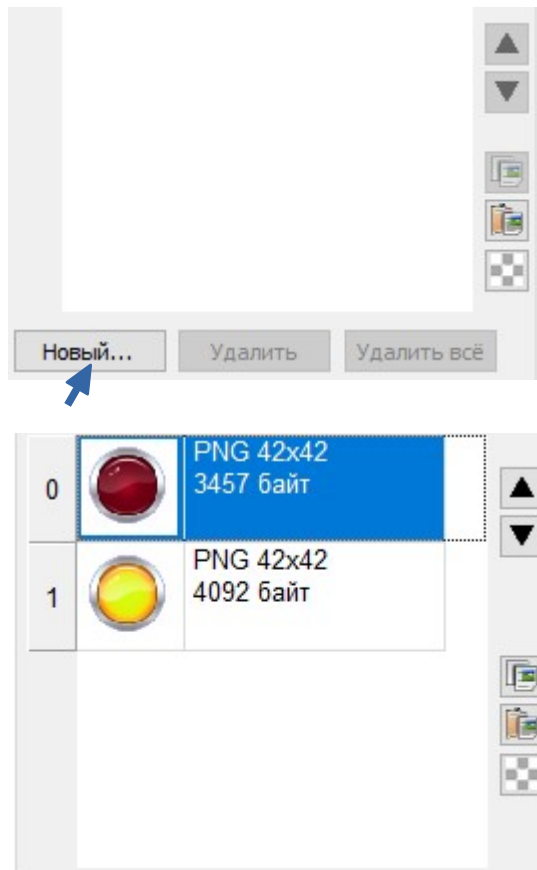 Новый...
Удалить
Удалить всё
0
PNG 42x42
3457 байт
1
PNG 42x42
4092 байт